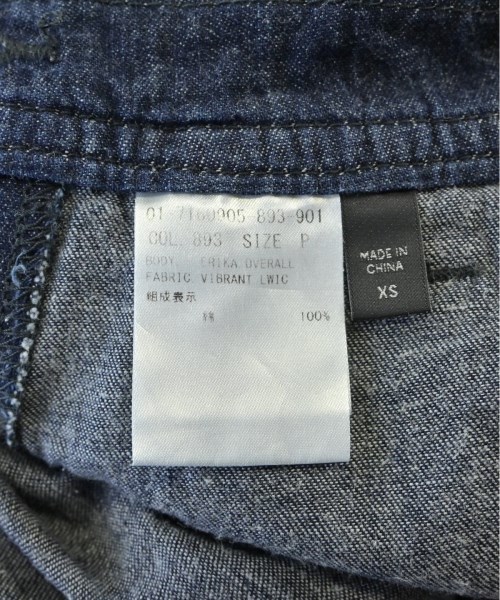 01-7160905-893-901
COL. 893 SIZE P
BODY. ERIKA OVERALL
FABRIC. VIBRANT LWIC
組成表示
綿 100%
MADE IN
CHINA
XS